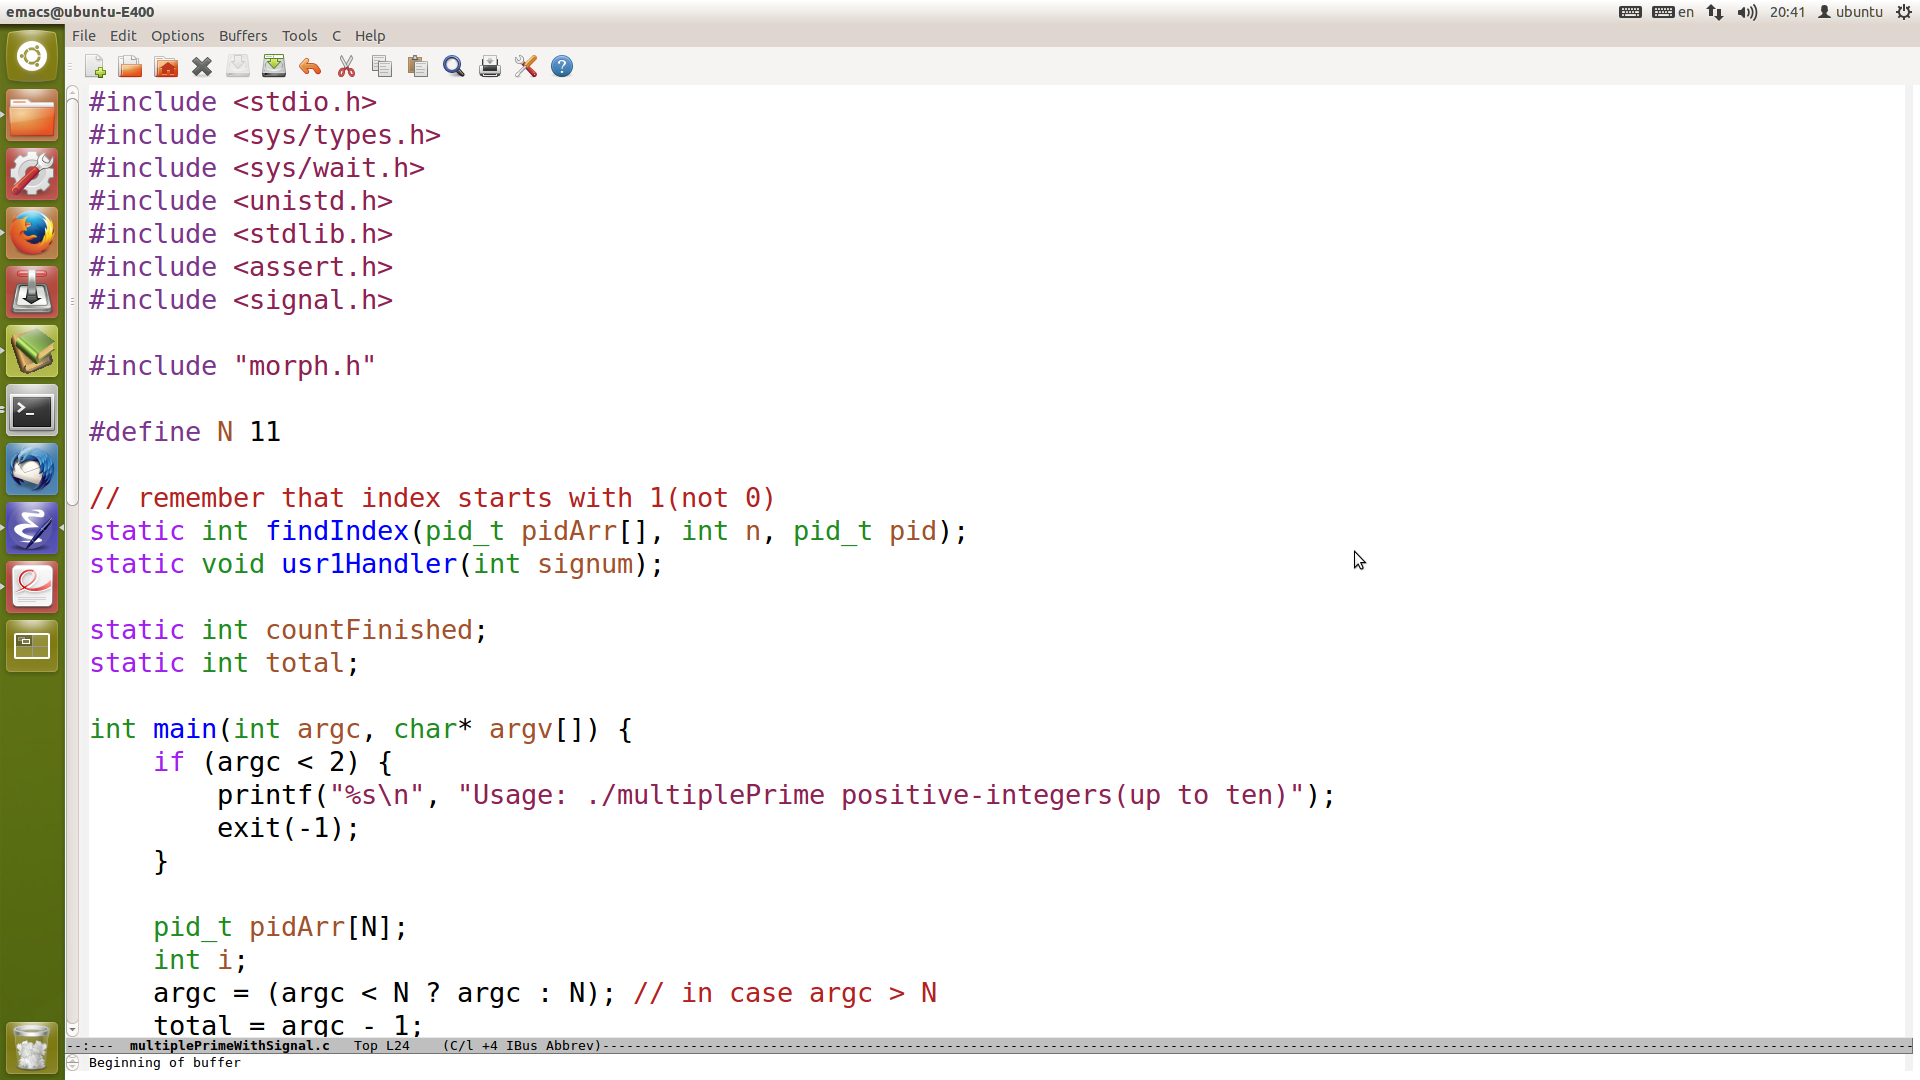 emacs@ubuntu-E400
en
20:41
ubuntu
File Edit Options Buffers Tools C Help
#include <stdio.h>
#include <sys/types.h>
#include <sys/wait.h>
#include <unistd.h>
#include <stdlib.h>
#include <assert.h>
#include <signal.h>
#include "morph.h"
#define N 11
// remember that index starts with 1(not 0)
static int findIndex(pid_t pidArr[], int n, pid_t pid);
static void usr1Handler(int signum);
static int countFinished;
static int total;
int main(int argc, char* argv[]) {
    if (argc < 2) {
        printf("%s\n", "Usage: ./multiplePrime positive-integers(up to ten)");
        exit(-1);
    }
    pid_t pidArr[N];
    int i;
    argc = (argc < N ? argc : N); // in case argc > N
    total = argc - 1;
--:--- multiplePrimeWithSignal.c Top L24 (C/l +4 IBus Abbrev)
Beginning of buffer